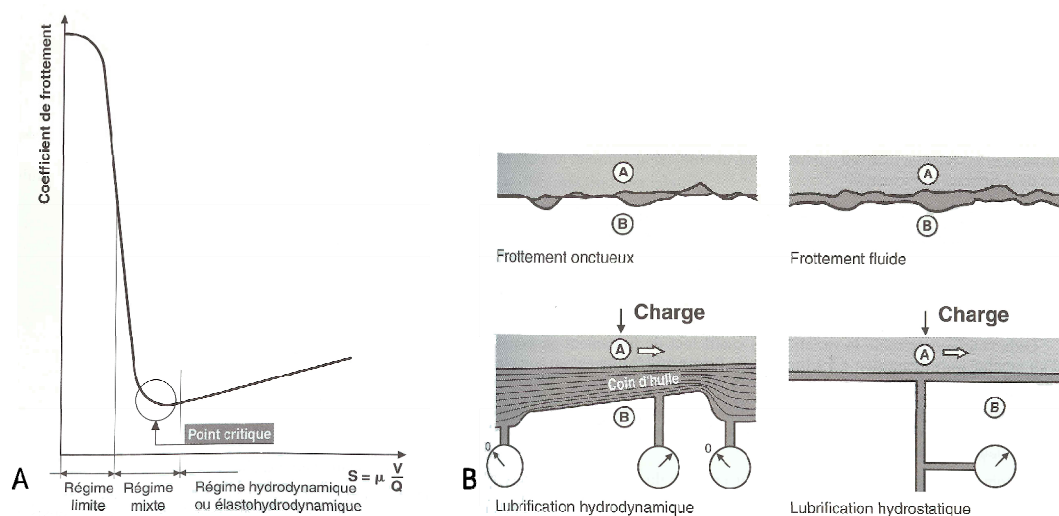 Coefficient de frottement
Point critique
S = μ V/Q
Régime limite
Régime mixte
Régime hydrodynamique
ou élastohydrodynamique
A
A
B
Frottement onctueux
A
B
Frottement fluide
Charge
A
Coin d'huile
B
0
0
Lubrification hydrodynamique
Charge
A
B
Lubrification hydrostatique
B